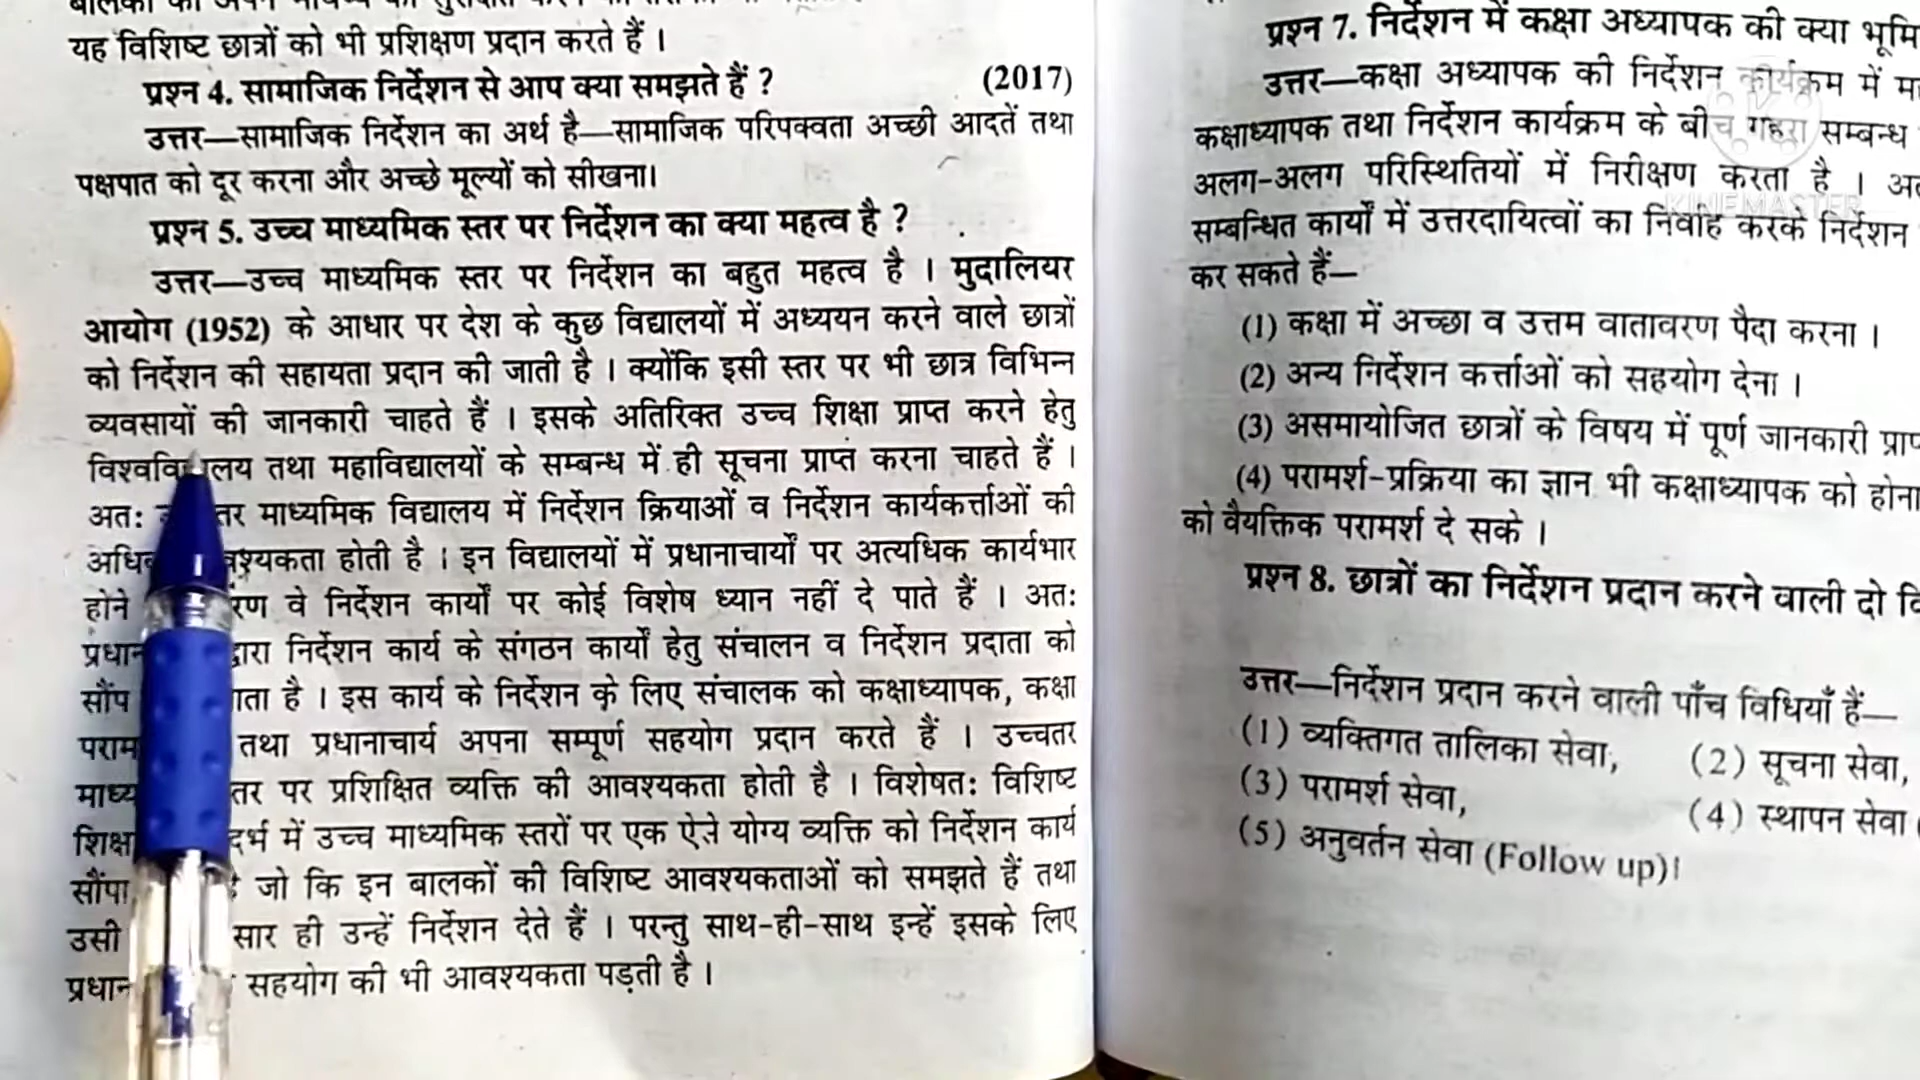 यह विशिष्ट छात्रों को भी प्रशिक्षण प्रदान करते हैं ।
प्रश्न 4. सामाजिक निर्देशन से आप क्या समझते हैं ? (2017)
उत्तर—सामाजिक निर्देशन का अर्थ है—सामाजिक परिपक्वता अच्छी आदतें तथा
पक्षपात को दूर करना और अच्छे मूल्यों को सीखना।
प्रश्न 5. उच्च माध्यमिक स्तर पर निर्देशन का क्या महत्व है ?
उत्तर—उच्च माध्यमिक स्तर पर निर्देशन का बहुत महत्व है । मुदालियर
आयोग (1952) के आधार पर देश के कुछ विद्यालयों में अध्ययन करने वाले छात्रों
को निर्देशन की सहायता प्रदान की जाती है । क्योंकि इसी स्तर पर भी छात्र विभिन्न
व्यवसायों की जानकारी चाहते हैं । इसके अतिरिक्त उच्च शिक्षा प्राप्त करने हेतु
तथा महाविद्यालयों के सम्बन्ध में ही सूचना प्राप्त करना चाहते हैं ।
अतः माध्यमिक विद्यालय में निर्देशन क्रियाओं व निर्देशन कार्यकर्त्ताओं की
होती है । इन विद्यालयों में प्रधानाचार्यों पर अत्यधिक कार्यभार
होने वे निर्देशन कार्यों पर कोई विशेष ध्यान नहीं दे पाते हैं । अतः
निर्देशन कार्य के संगठन कार्यों हेतु संचालन व निर्देशन प्रदाता को
सौंप है । इस कार्य के निर्देशन के लिए संचालक को कक्षाध्यापक, कक्षा
तथा प्रधानाचार्य अपना सम्पूर्ण सहयोग प्रदान करते हैं । उच्चतर
पर प्रशिक्षित व्यक्ति की आवश्यकता होती है । विशेषतः विशिष्ट
में उच्च माध्यमिक स्तरों पर एक ऐसे योग्य व्यक्ति को निर्देशन कार्य
जो कि इन बालकों की विशिष्ट आवश्यकताओं को समझते हैं तथा
उसी ही उन्हें निर्देशन देते हैं । परन्तु साथ-ही-साथ इन्हें इसके लिए
सहयोग की भी आवश्यकता पड़ती है ।
प्रश्न 7. निर्देशन में कक्षा अध्यापक की क्या
उत्तर—कक्षा अध्यापक की निर्देशन कार्यक्रम में
कक्षाध्यापक तथा निर्देशन कार्यक्रम के बीच गहरा सम्बन्ध
अलग-अलग परिस्थितियों में निरीक्षण करता है ।
सम्बन्धित कार्यों में उत्तरदायित्वों का निर्वाह करके निर्देशन
कर सकते हैं—
(1) कक्षा में अच्छा व उत्तम वातावरण पैदा करना ।
(2) अन्य निर्देशन कर्त्ताओं को सहयोग देना ।
(3) असमायोजित छात्रों के विषय में पूर्ण जानकारी
(4) परामर्श-प्रक्रिया का ज्ञान भी कक्षाध्यापक को होना
को वैयक्तिक परामर्श दे सके ।
प्रश्न 8. छात्रों का निर्देशन प्रदान करने वाली दो
उत्तर—निर्देशन प्रदान करने वाली पाँच विधियाँ हैं—
(1) व्यक्तिगत तालिका सेवा, (2) सूचना सेवा,
(3) परामर्श सेवा, (4) स्थापन सेवा
(5) अनुवर्तन सेवा (Follow up)।
KINEMASTER